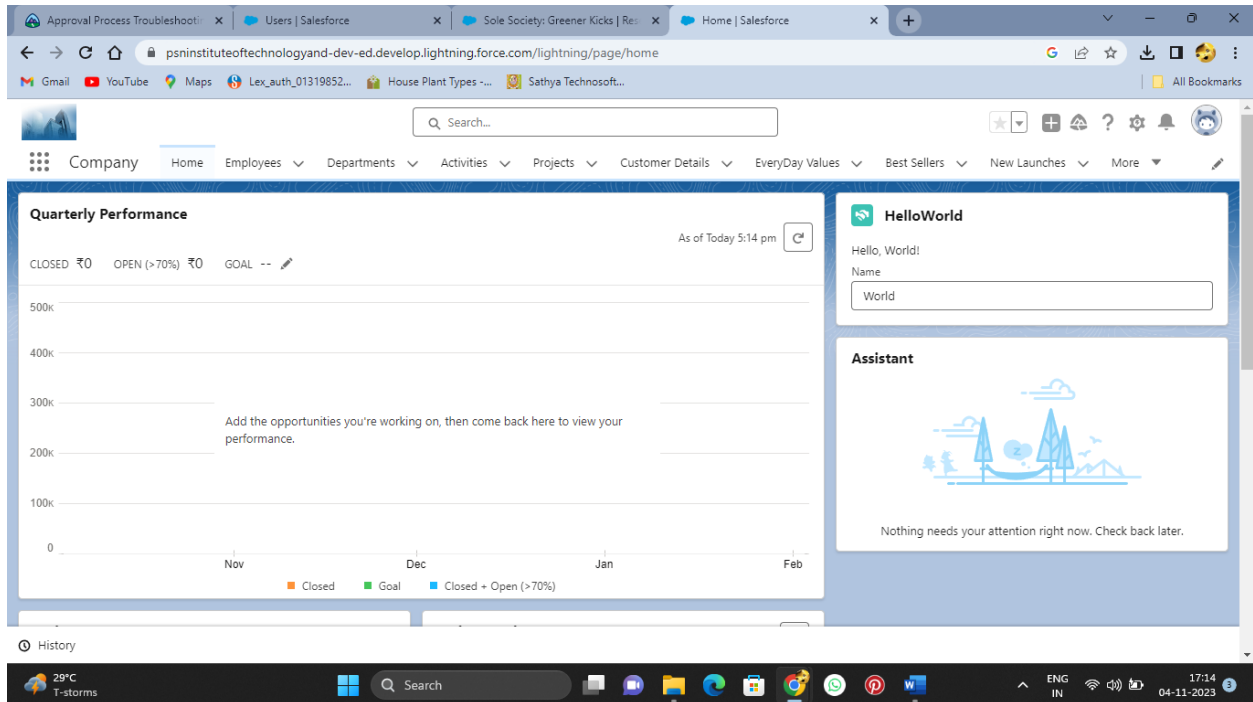 Approval Process Troubleshooti
Users | Salesforce
Sole Society: Greener Kicks | Res
Home | Salesforce
psninstituteoftechnologyand-dev-ed.develop.lightning.force.com/lightning/page/home
Gmail YouTube Maps Lex_auth_01319852... House Plant Types -... Sathya Technosoft... All Bookmarks
Search...
Company Home Employees Departments Activities Projects Customer Details EveryDay Values Best Sellers New Launches More
Quarterly Performance
As of Today 5:14 pm
CLOSED ₹0 OPEN (>70%) ₹0 GOAL --
500K
400K
300K
200K
100K
0
Add the opportunities you're working on, then come back here to view your
performance.
Nov Dec Jan Feb
Closed Goal Closed + Open (>70%)
HelloWorld
Hello, World!
Name
World
Assistant
z
Nothing needs your attention right now. Check back later.
History
29°C
T-storms
Search
ENG
IN
17:14
04-11-2023
3